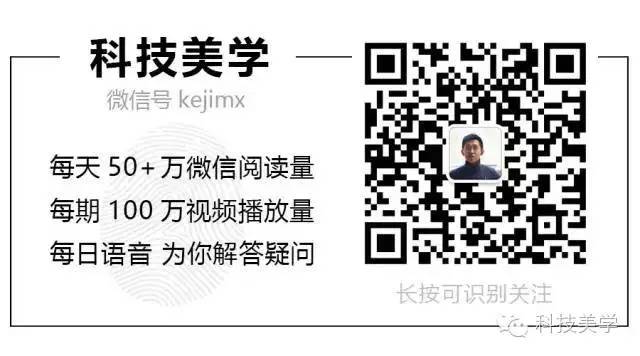 科技美学
微信号 kejimx
每天 50+ 万微信阅读量
每期 100 万视频播放量
每日语音 为你解答疑问
长按可识别关注
科技美学